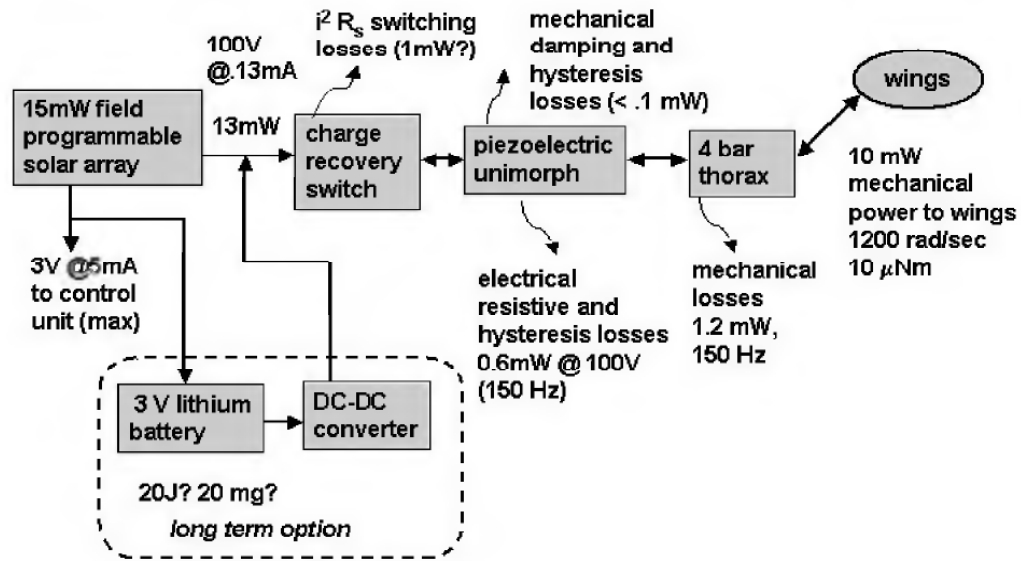 100V
@.13mA
i² Rₛ switching
losses (1mW?)
mechanical
damping and
hysteresis
losses (< .1 mW)
wings
15mW field
programmable
solar array
13mW
charge
recovery
switch
piezoelectric
unimorph
4 bar
thorax
10 mW
mechanical
power to wings
1200 rad/sec
10 μNm
3V @5mA
to control
unit (max)
electrical
resistive and
hysteresis losses
0.6mW @ 100V
(150 Hz)
mechanical
losses
1.2 mW,
150 Hz
3 V lithium
battery
DC-DC
converter
20J? 20 mg?
long term option